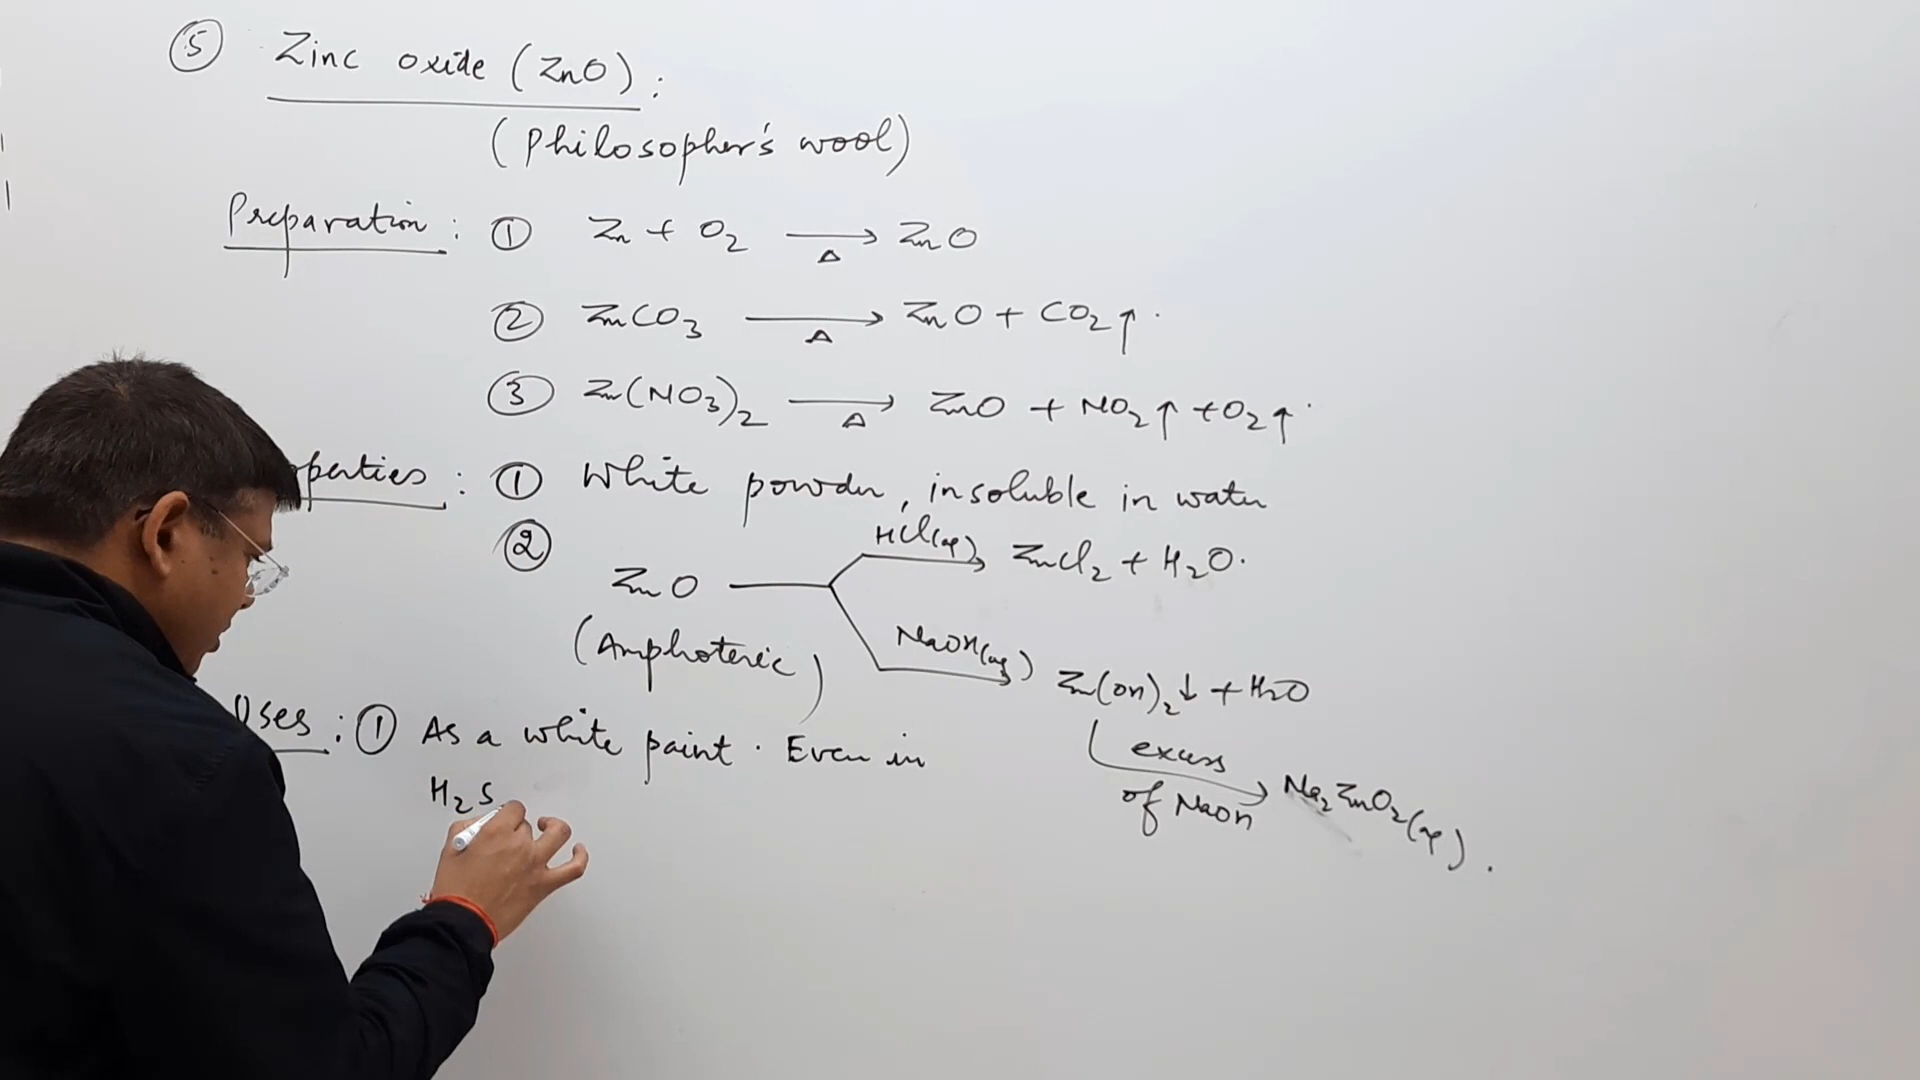 ⑤ Zinc oxide (ZnO) :
(Philosopher's wool)
Preparation : ① Zn + O2 →Δ ZnO
② ZnCO3 →Δ ZnO + CO2↑.
③ Zn(NO3)2 →Δ ZnO + NO2↑ + O2↑.
operties : ① White powder, insoluble in water
② HCl(aq) ZnCl2 + H2O.
ZnO
(Amphoteric) NaOH(aq) Zn(OH)2↓ + H2O
Uses : ① As a white paint. Even in
excess
of NaOH Na2ZnO2(aq).
H2S